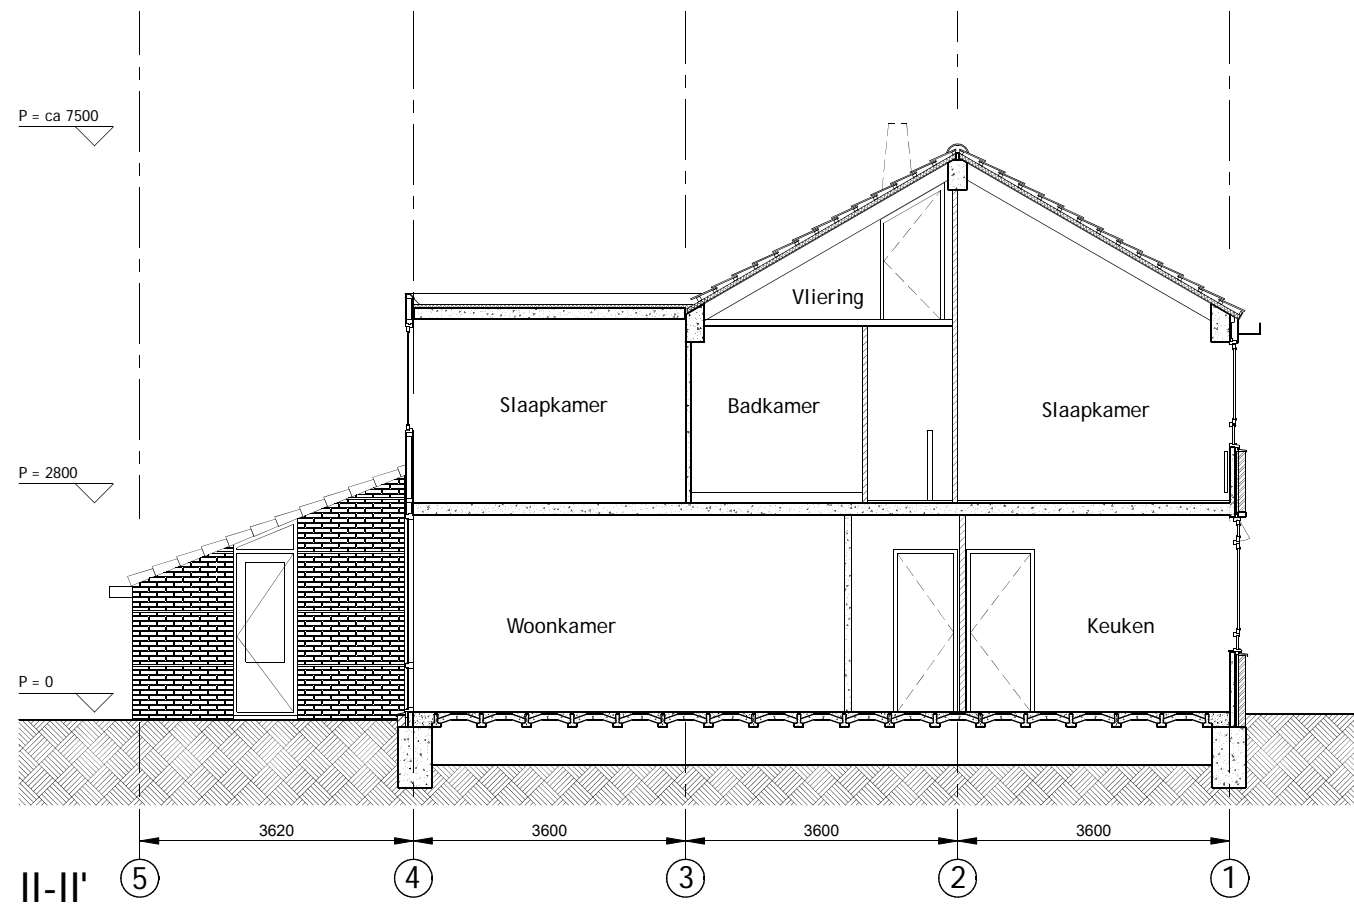 P = ca 7500
Vliering
Slaapkamer
Badkamer
Slaapkamer
P = 2800
Woonkamer
Keuken
P = 0
3620
3600
3600
3600
II-II'
5
4
3
2
1